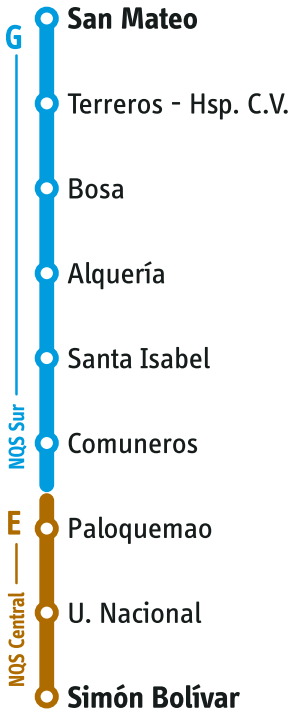 San Mateo
G
Terreros - Hsp. C.V.
Bosa
Alquería
Santa Isabel
NQS Sur
Comuneros
E
Paloquemao
NQS Central
U. Nacional
Simón Bolívar